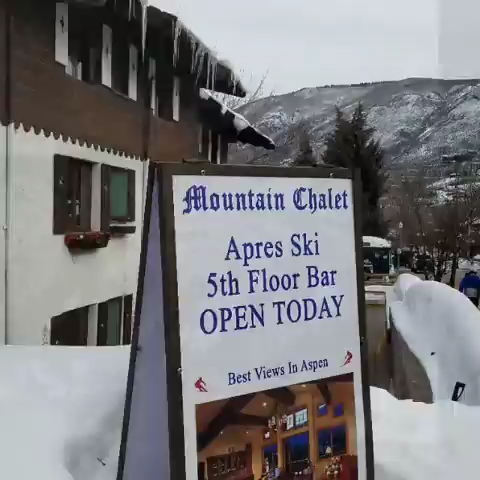 Mountain Chalet
Apres Ski
5th Floor Bar
OPEN TODAY
Best Views In Aspen